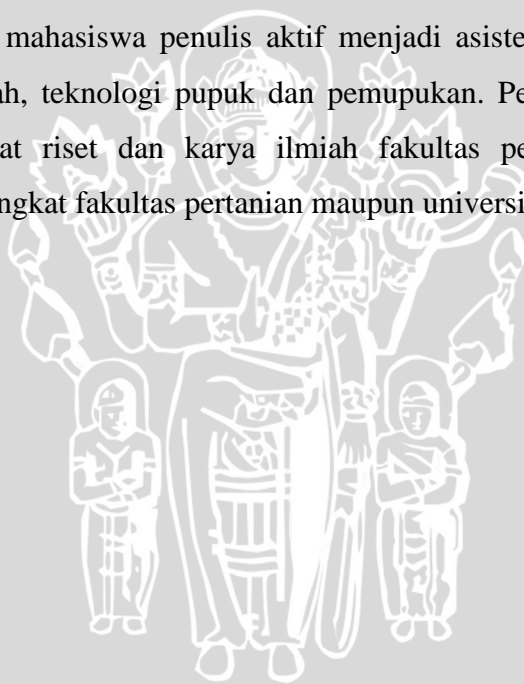 mahasiswa penulis aktif menjadi asiste
ah, teknologi pupuk dan pemupukan. Pe
at riset dan karya ilmiah fakultas pe
ngkat fakultas pertanian maupun universi